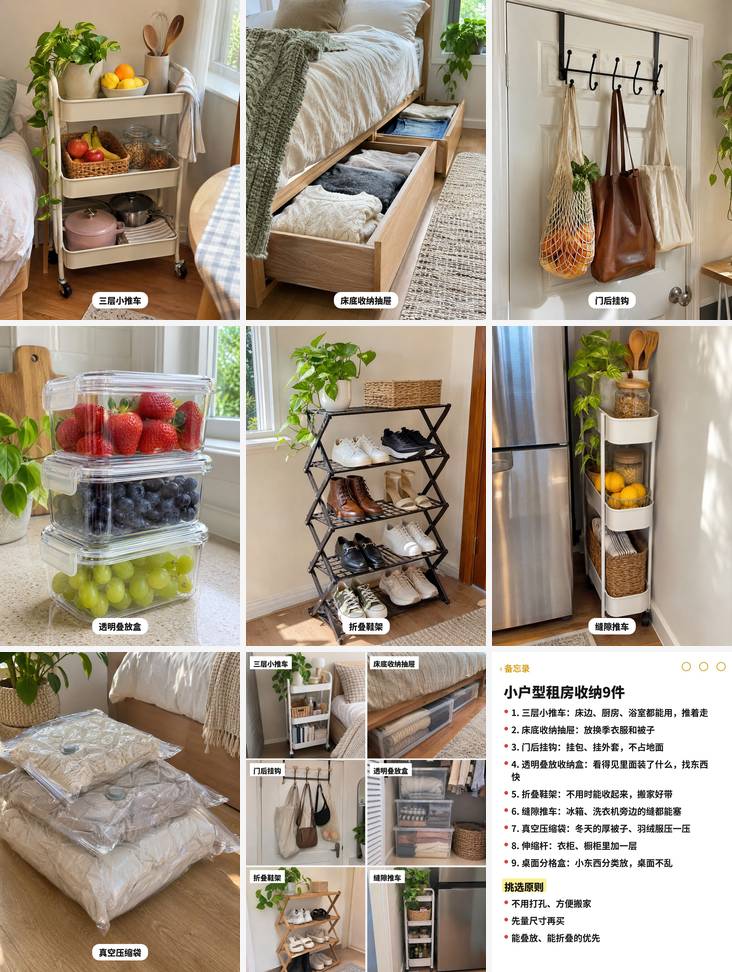 三层小推车
床底收纳抽屉
门后挂钩
透明叠放盒
折叠鞋架
缝隙推车
真空压缩袋
三层小推车
床底收纳抽屉
门后挂钩
透明叠放盒
折叠鞋架
缝隙推车
‹ 备忘录
小户型租房收纳9件
• 1. 三层小推车：床边、厨房、浴室都能用，推着走
• 2. 床底收纳抽屉：放换季衣服和被子
• 3. 门后挂钩：挂包、挂外套，不占地面
• 4. 透明叠放收纳盒：看得见里面装了什么，找东西
快
• 5. 折叠鞋架：不用时能收起来，搬家好带
• 6. 缝隙推车：冰箱、洗衣机旁边的缝都能塞
• 7. 真空压缩袋：冬天的厚被子、羽绒服压一压
• 8. 伸缩杆：衣柜、橱柜里加一层
• 9. 桌面分格盒：小东西分类放，桌面不乱
挑选原则
• 不用打孔、方便搬家
• 先量尺寸再买
• 能叠放、能折叠的优先